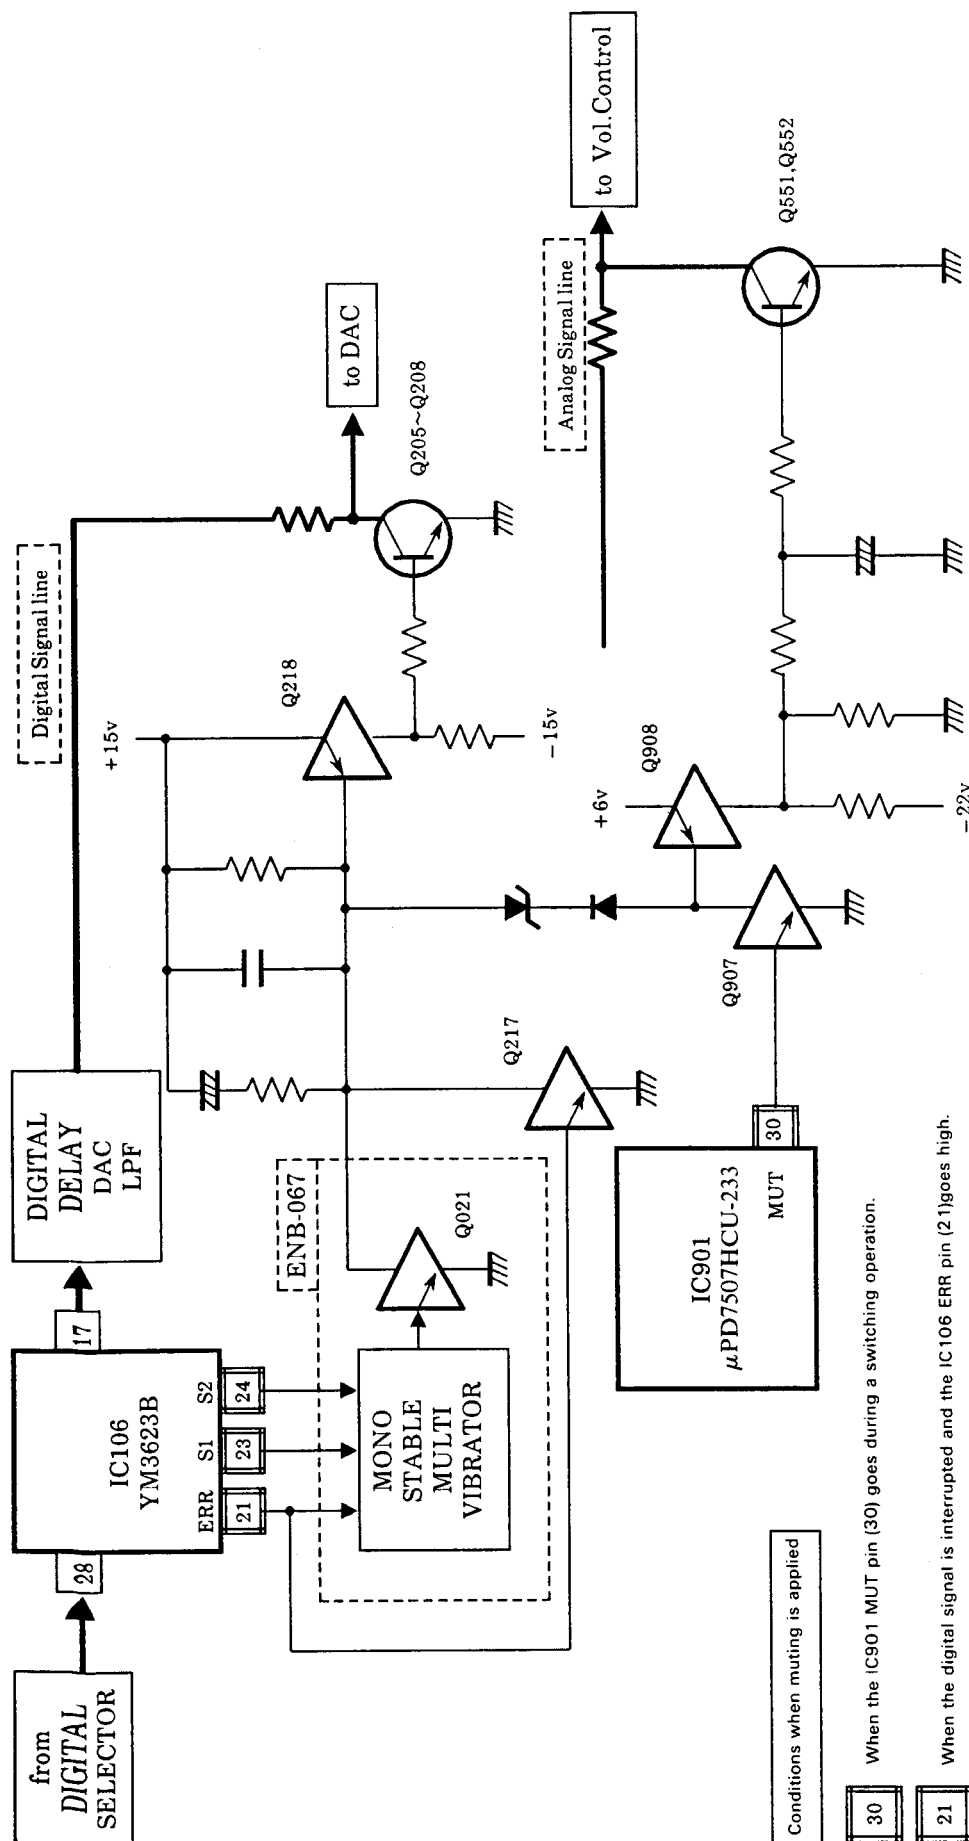 from
DIGITAL
SELECTOR
28
IC106
YM3623B
ERR
S1
S2
21
23
24
17
DIGITAL
DELAY
DAC
LPF
Digital Signal line
to DAC
Q205~Q208
+15v
Q218
-15v
ENB-067
MONO
STABLE
MULTI
VIBRATOR
Q021
Q217
Analog Signal line
to Vol.Control
Q551,Q552
+6v
Q908
-22v
Q907
IC901
μPD7507HCU-233
MUT
30
Conditions when muting is applied
30
When the IC901 MUT pin (30) goes during a switching operation.
21
When the digital signal is interrupted and the IC106 ERR pin (21)goes high.